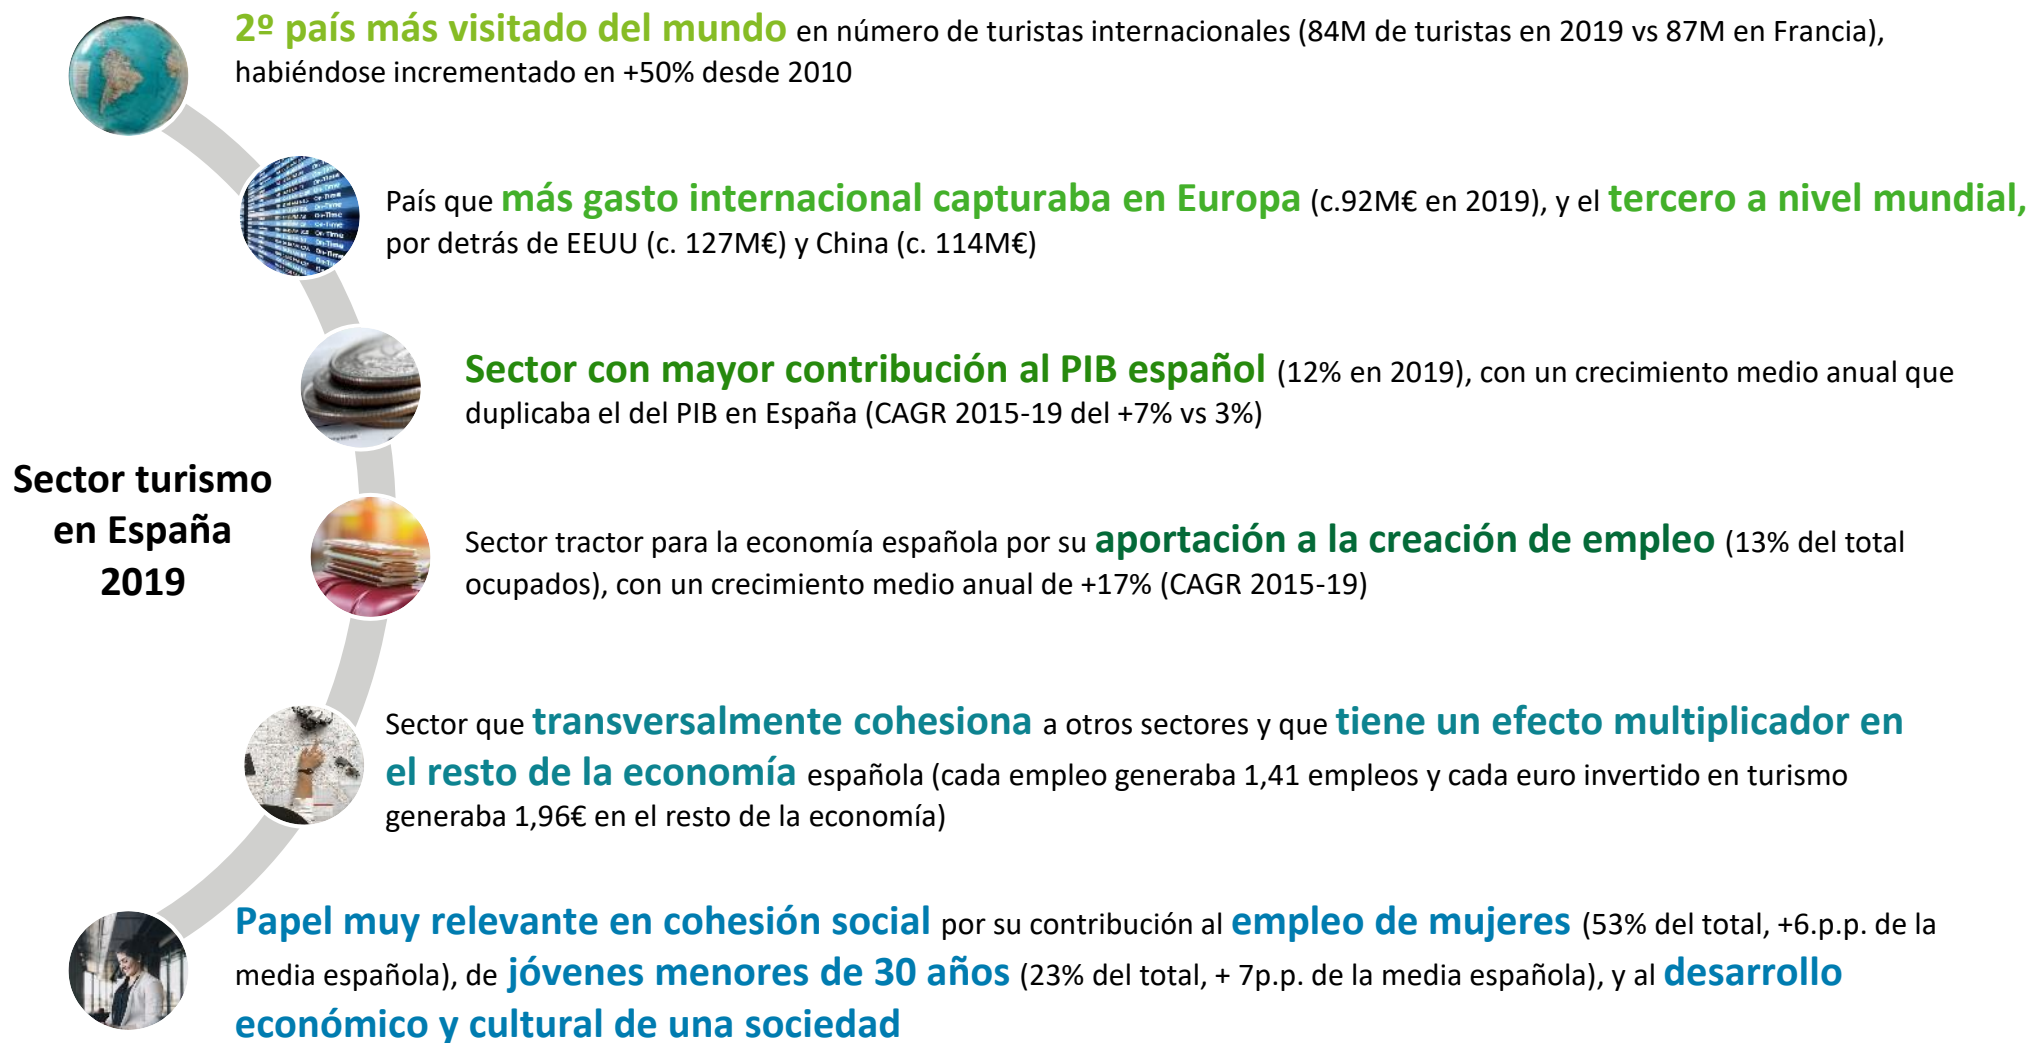 2º país más visitado del mundo en número de turistas internacionales (84M de turistas en 2019 vs 87M en Francia),
habiéndose incrementado en +50% desde 2010
País que más gasto internacional capturaba en Europa (c.92M€ en 2019), y el tercero a nivel mundial,
por detrás de EEUU (c. 127M€) y China (c. 114M€)
Sector con mayor contribución al PIB español (12% en 2019), con un crecimiento medio anual que
duplicaba el del PIB en España (CAGR 2015-19 del +7% vs 3%)
Sector turismo
en España
2019
Sector tractor para la economía española por su aportación a la creación de empleo (13% del total
ocupados), con un crecimiento medio anual de +17% (CAGR 2015-19)
Sector que transversalmente cohesiona a otros sectores y que tiene un efecto multiplicador en
el resto de la economía española (cada empleo generaba 1,41 empleos y cada euro invertido en turismo
generaba 1,96€ en el resto de la economía)
Papel muy relevante en cohesión social por su contribución al empleo de mujeres (53% del total, +6.p.p. de la
media española), de jóvenes menores de 30 años (23% del total, + 7p.p. de la media española), y al desarrollo
económico y cultural de una sociedad